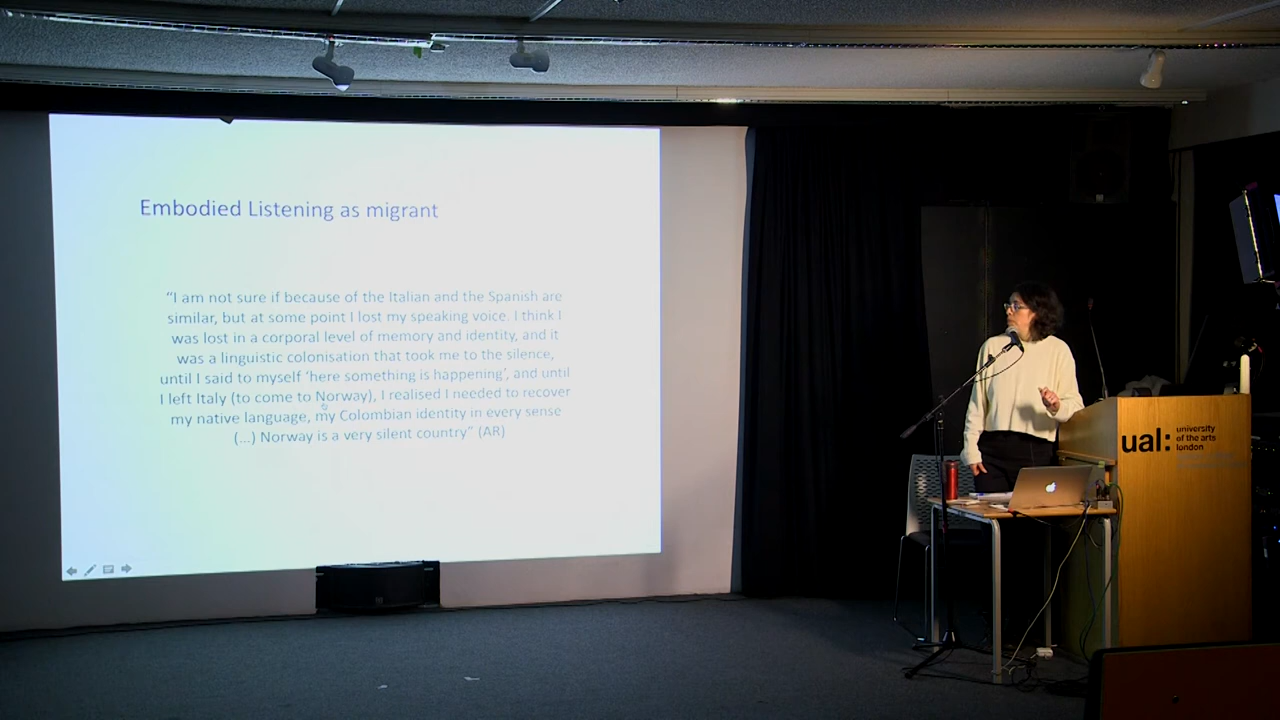 Embodied Listening as migrant
“I am not sure if because of the Italian and the Spanish are
similar, but at some point I lost my speaking voice. I think I
was lost in a corporal level of memory and identity, and it
was a linguistic colonisation that took me to the silence,
until I said to myself ‘here something is happening’, and until
I left Italy (to come to Norway), I realised I needed to recover
my native language, my Colombian identity in every sense
(...) Norway is a very silent country” (AR)
ual:
university
of the arts
london